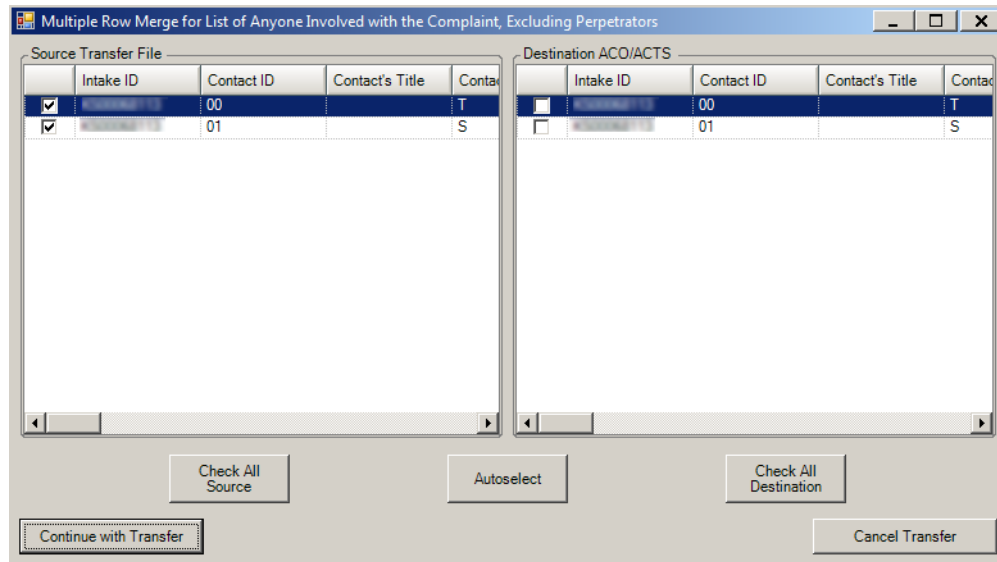 Multiple Row Merge for List of Anyone Involved with the Complaint, Excluding Perpetrators
Source Transfer File
Intake ID Contact ID Contact's Title Contac
00 T
01 S
Destination ACO/ACTS
Intake ID Contact ID Contact's Title Contac
00 T
01 S
Check All Source
Autoselect
Check All Destination
Continue with Transfer
Cancel Transfer